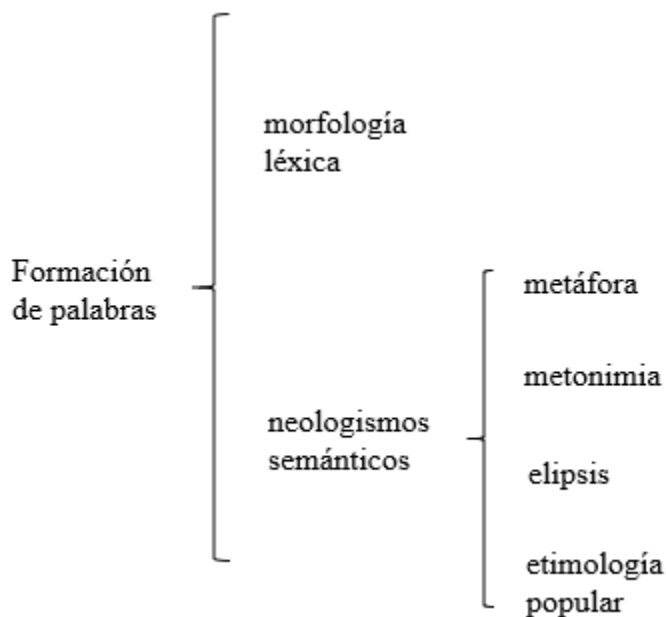 Formación
de palabras
morfología
léxica
neologismos
semánticos
metáfora
metonimia
elipsis
etimología
popular